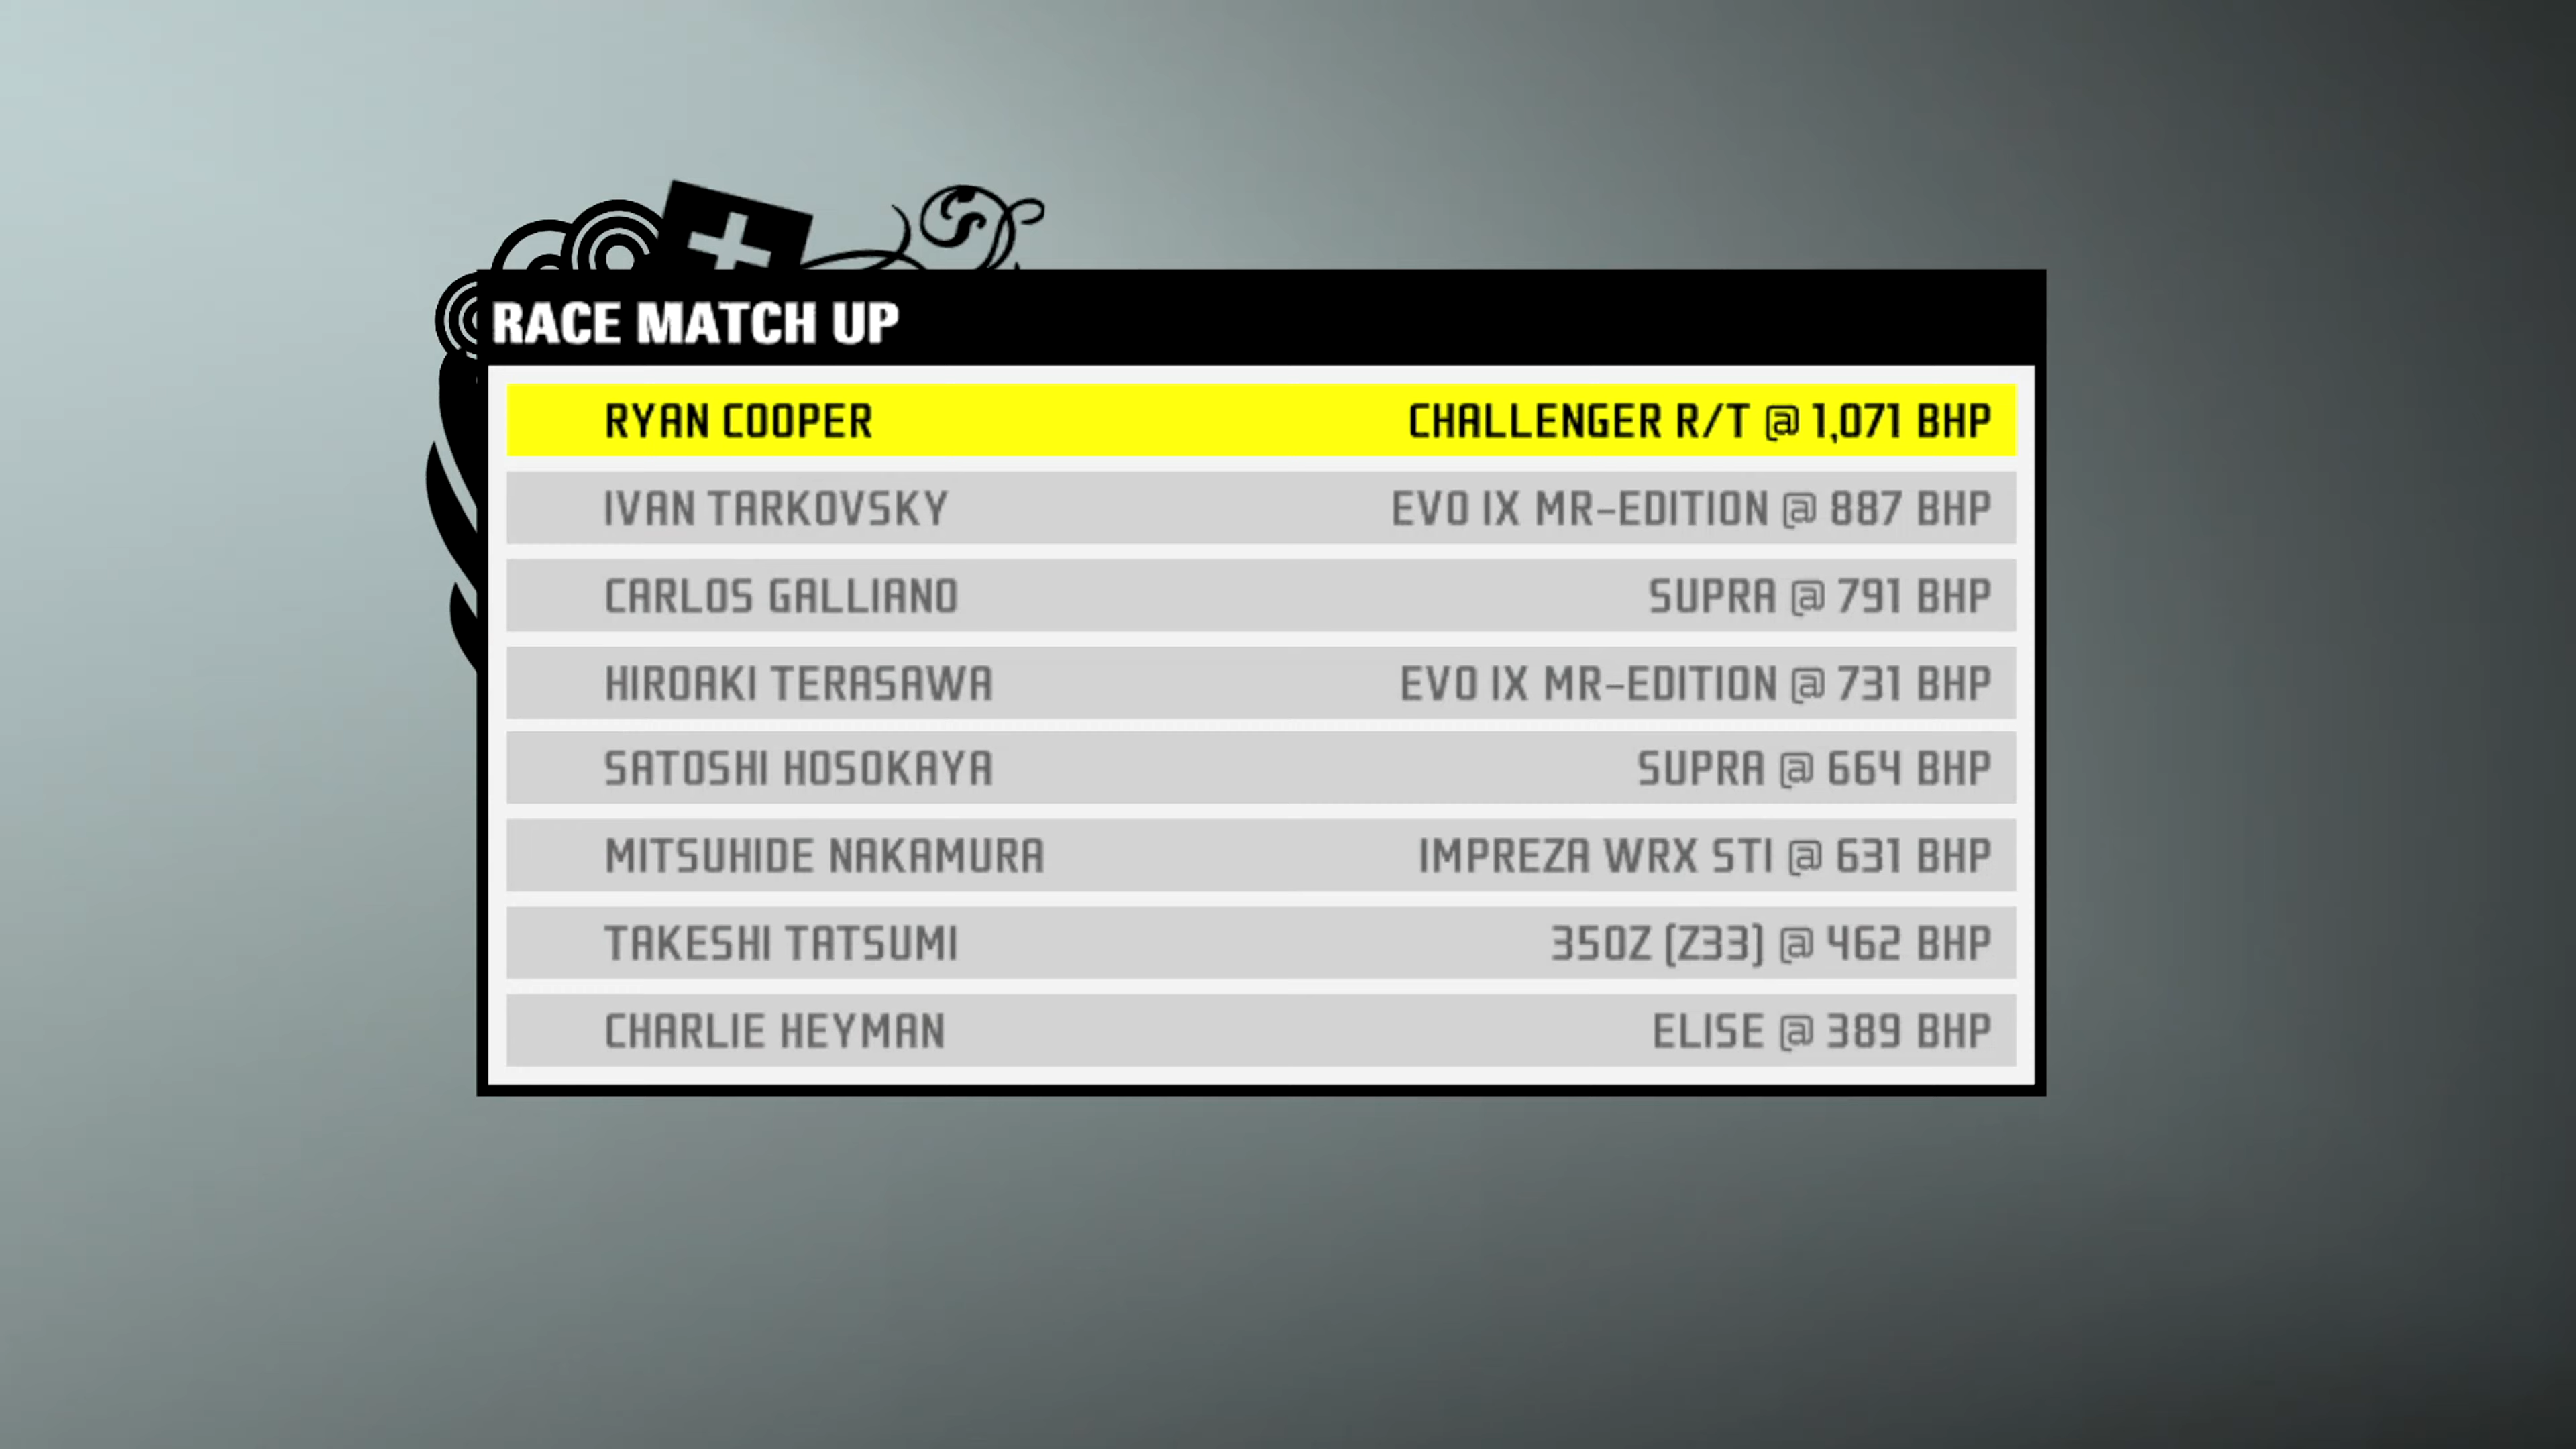 RACE MATCH UP
RYAN COOPER CHALLENGER R/T @ 1,071 BHP
IVAN TARKOVSKY EVO IX MR-EDITION @ 887 BHP
CARLOS GALLIANO SUPRA @ 791 BHP
HIROAKI TERASAWA EVO IX MR-EDITION @ 731 BHP
SATOSHI HOSOKAYA SUPRA @ 664 BHP
MITSUHIDE NAKAMURA IMPREZA WRX STI @ 631 BHP
TAKESHI TATSUMI 350Z (Z33) @ 462 BHP
CHARLIE HEYMAN ELISE @ 389 BHP